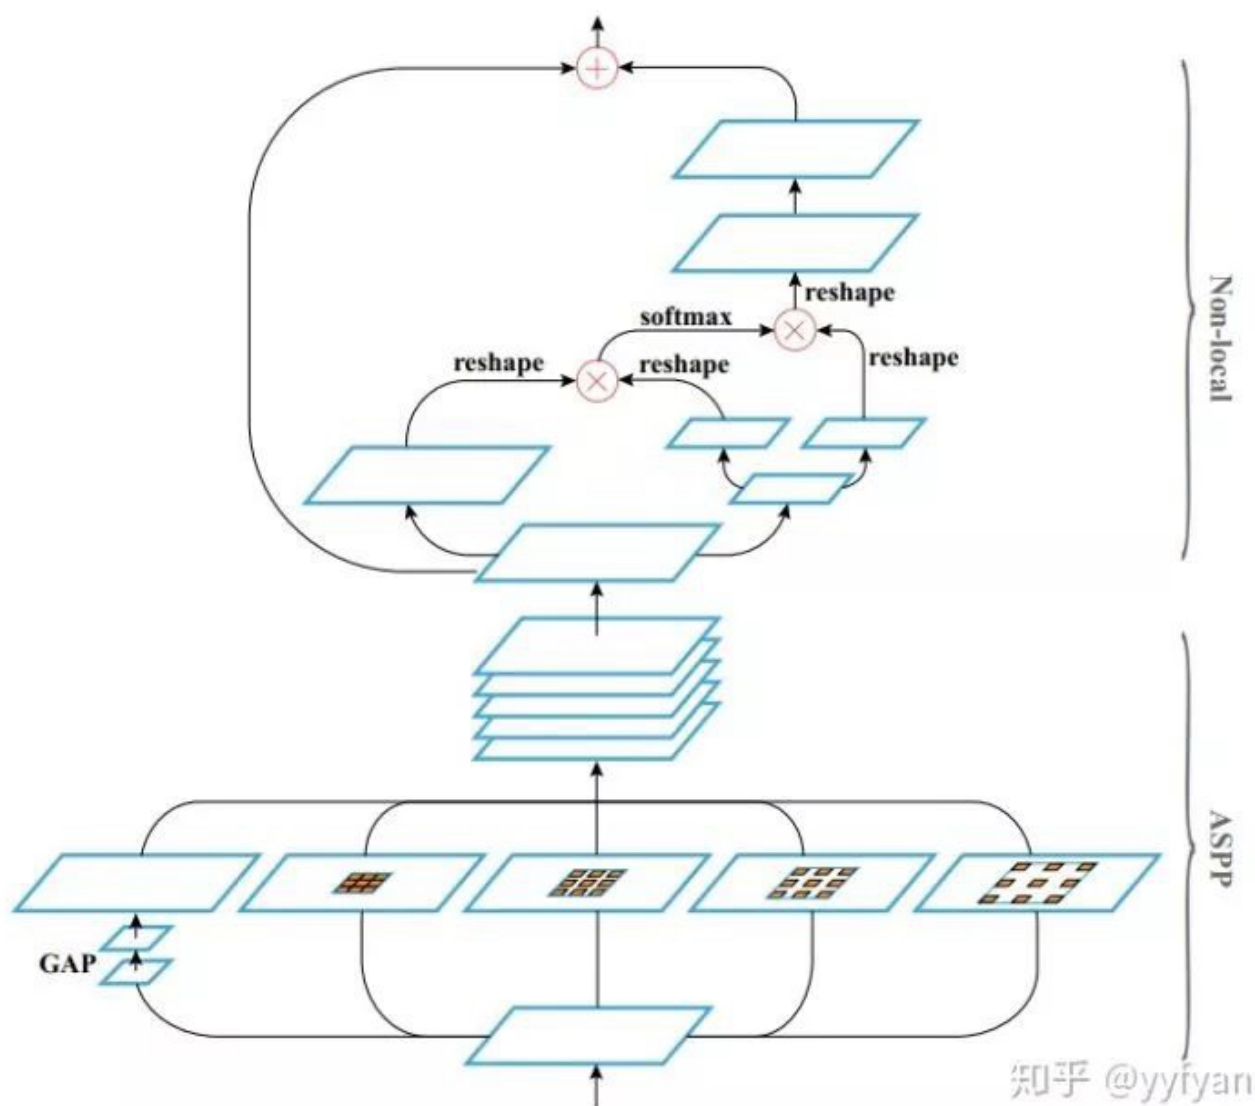 reshape
softmax
reshape
reshape
reshape
Non-local
GAP
ASPP
知乎 @yyfyan